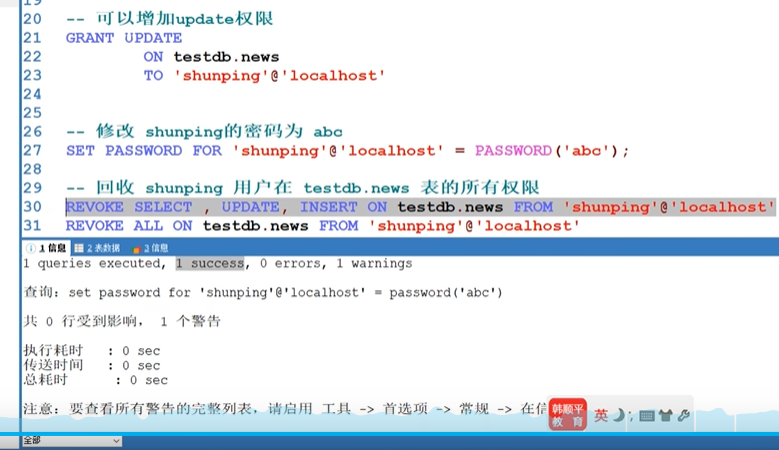 20 -- 可以增加update权限
21 GRANT UPDATE
22 ON testdb.news
23 TO 'shunping'@'localhost'
24
25
26 -- 修改 shunping的密码为 abc
27 SET PASSWORD FOR 'shunping'@'localhost' = PASSWORD('abc');
28
29 -- 回收 shunping 用户在 testdb.news 表的所有权限
30 REVOKE SELECT , UPDATE, INSERT ON testdb.news FROM 'shunping'@'localhost'
31 REVOKE ALL ON testdb.news FROM 'shunping'@'localhost'
1 信息 2 表数据 3 信息
1 queries executed, 1 success, 0 errors, 1 warnings
查询: set password for 'shunping'@'localhost' = password('abc')
共 0 行受到影响, 1 个警告
执行耗时 : 0 sec
传送时间 : 0 sec
总耗时 : 0 sec
注意: 要查看所有警告的完整列表, 请启用 工具 -> 首选项 -> 常规 -> 在信
韩顺平
教育
英
全部